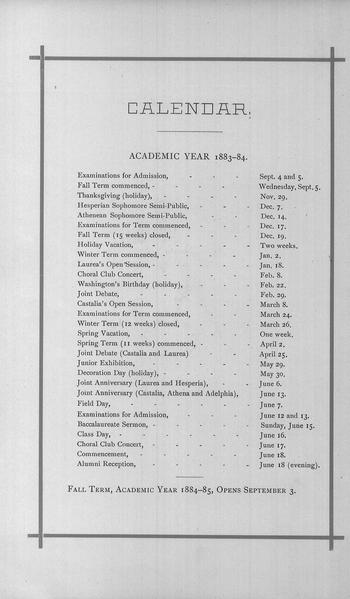 CALENDAR.
ACADEMIC YEAR 1883-84.
Examinations for Admission, - - - Sept. 4 and 5.
Fall Term commenced, - - - - - Wednesday, Sept. 5.
Thanksgiving (holiday), - - - - Nov. 29.
Hesperian Sophomore Semi-Public, - - - Dec. 7.
Athenean Sophomore Semi-Public, - - - Dec. 14.
Examinations for Term commenced, - - - Dec. 17.
Fall Term (15 weeks) closed, - - - - Dec. 19.
Holiday Vacation, - - - - - Two weeks.
Winter Term commenced, - - - - - Jan. 2.
Laurea's Open Session, - - - - - Jan. 18.
Choral Club Concert, - - - - Feb. 8.
Washington's Birthday (holiday), - - - Feb. 22.
Joint Debate, - - - - - Feb. 29.
Castalia's Open Session, - - - - March 8.
Examinations for Term commenced, - - - March 24.
Winter Term (12 weeks) closed, - - - March 26.
Spring Vacation, - - - - - One week.
Spring Term (11 weeks) commenced, - - - April 2.
Joint Debate (Castalia and Laurea) - - - April 25.
Junior Exhibition, - - - - - May 29.
Decoration Day (holiday), - - - - - May 30.
Joint Anniversary (Laurea and Hesperia), - - June 6.
Joint Anniversary (Castalia, Athena and Adelphia), - June 13.
Field Day, - - - - - - June 7.
Examinations for Admission, - - - - June 12 and 13.
Baccalaureate Sermon, - - - - - Sunday, June 15.
Class Day, - - - - - - June 16.
Choral Club Concert, - - - - - June 17.
Commencement, - - - - - June 18.
Alumni Reception, - - - - - June 18 (evening).
FALL TERM, ACADEMIC YEAR 1884-85, OPENS SEPTEMBER 3.